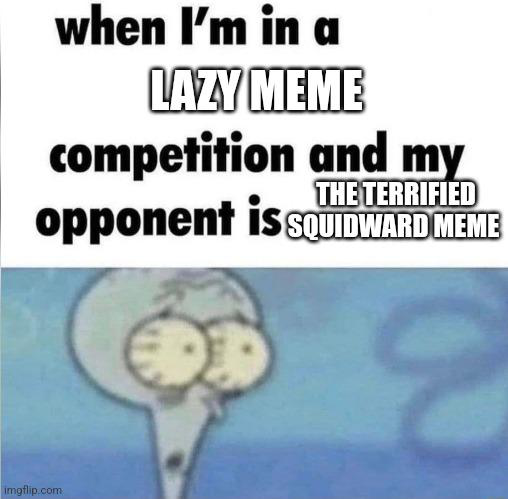 when I'm in a
LAZY MEME
competition and my
THE TERRIFIED
opponent is SQUIDWARD MEME
imgflip.com